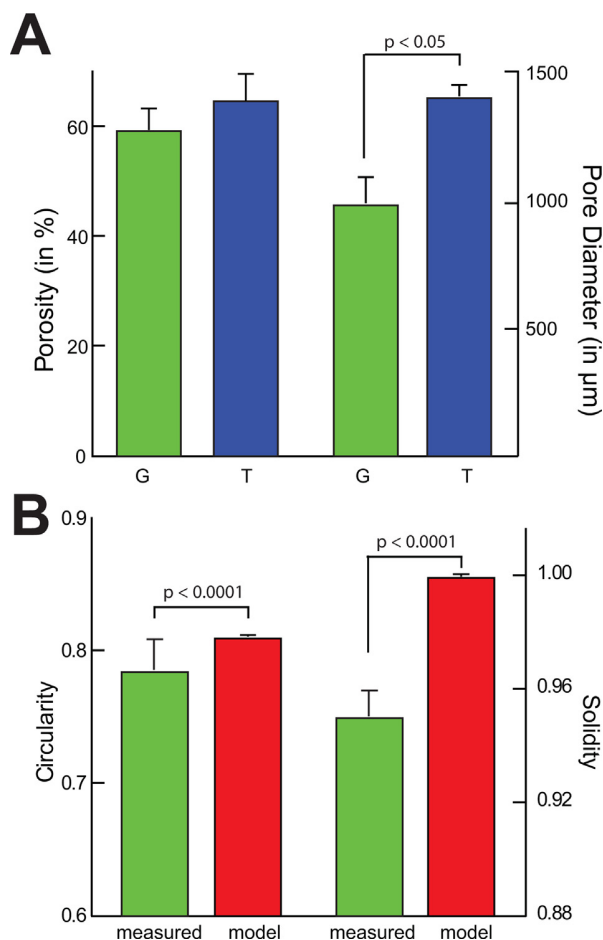 A
p < 0.05
1500
60
1000
40
500
20
0
Porosity (in %)
Pore Diameter (in μm)
G
T
G
T
B
0.9
p < 0.0001
1.00
p < 0.0001
0.8
0.96
0.7
0.92
0.6
0.88
Circularity
Solidity
measured
model
measured
model